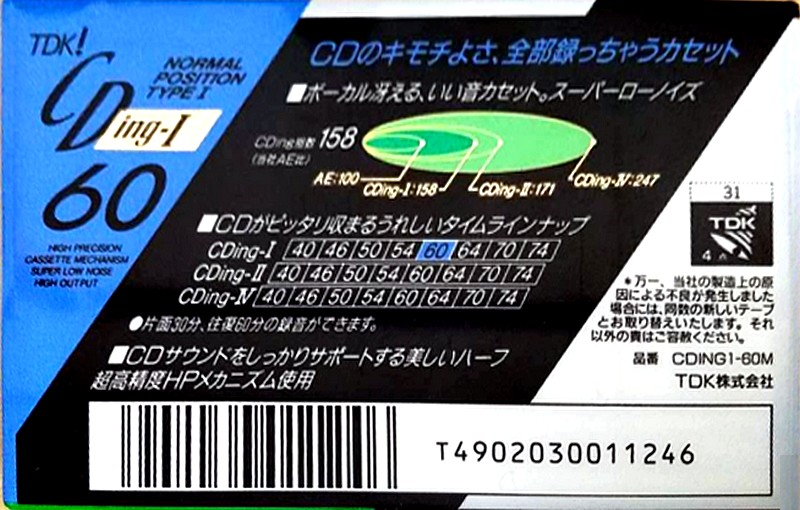 TDK!
CDing-I
NORMAL
POSITION
TYPE I
60
HIGH PRECISION
CASSETTE MECHANISM
SUPER LOW NOISE
HIGH OUTPUT
CDのキモチよさ、全部録っちゃうカセット
■ボーカル冴える、いい音カセット。スーパーローノイズ
CDing指数 158
(当社AE比)
AE:100
CDing-I:158
CDing-II:171
CDing-IV:247
■CDがピッタリ収まるうれしいタイムラインナップ
CDing-I 40 46 50 54 60 64 70 74
CDing-II 40 46 50 54 60 64 70 74
CDing-IV 40 46 50 54 60 64 70 74
●片面30分、往復60分の録音ができます。
■CDサウンドをしっかりサポートする美しいハーフ
超高精度HPメカニズム使用
31
TDK
4
*万一、当社の製造上の原
因による不良が発生しました
場合には、同数の新しいテープ
とお取り替えいたします。それ
以外の責はご容赦ください。
品番 CDING1-60M
TDK株式会社
T4902030011246